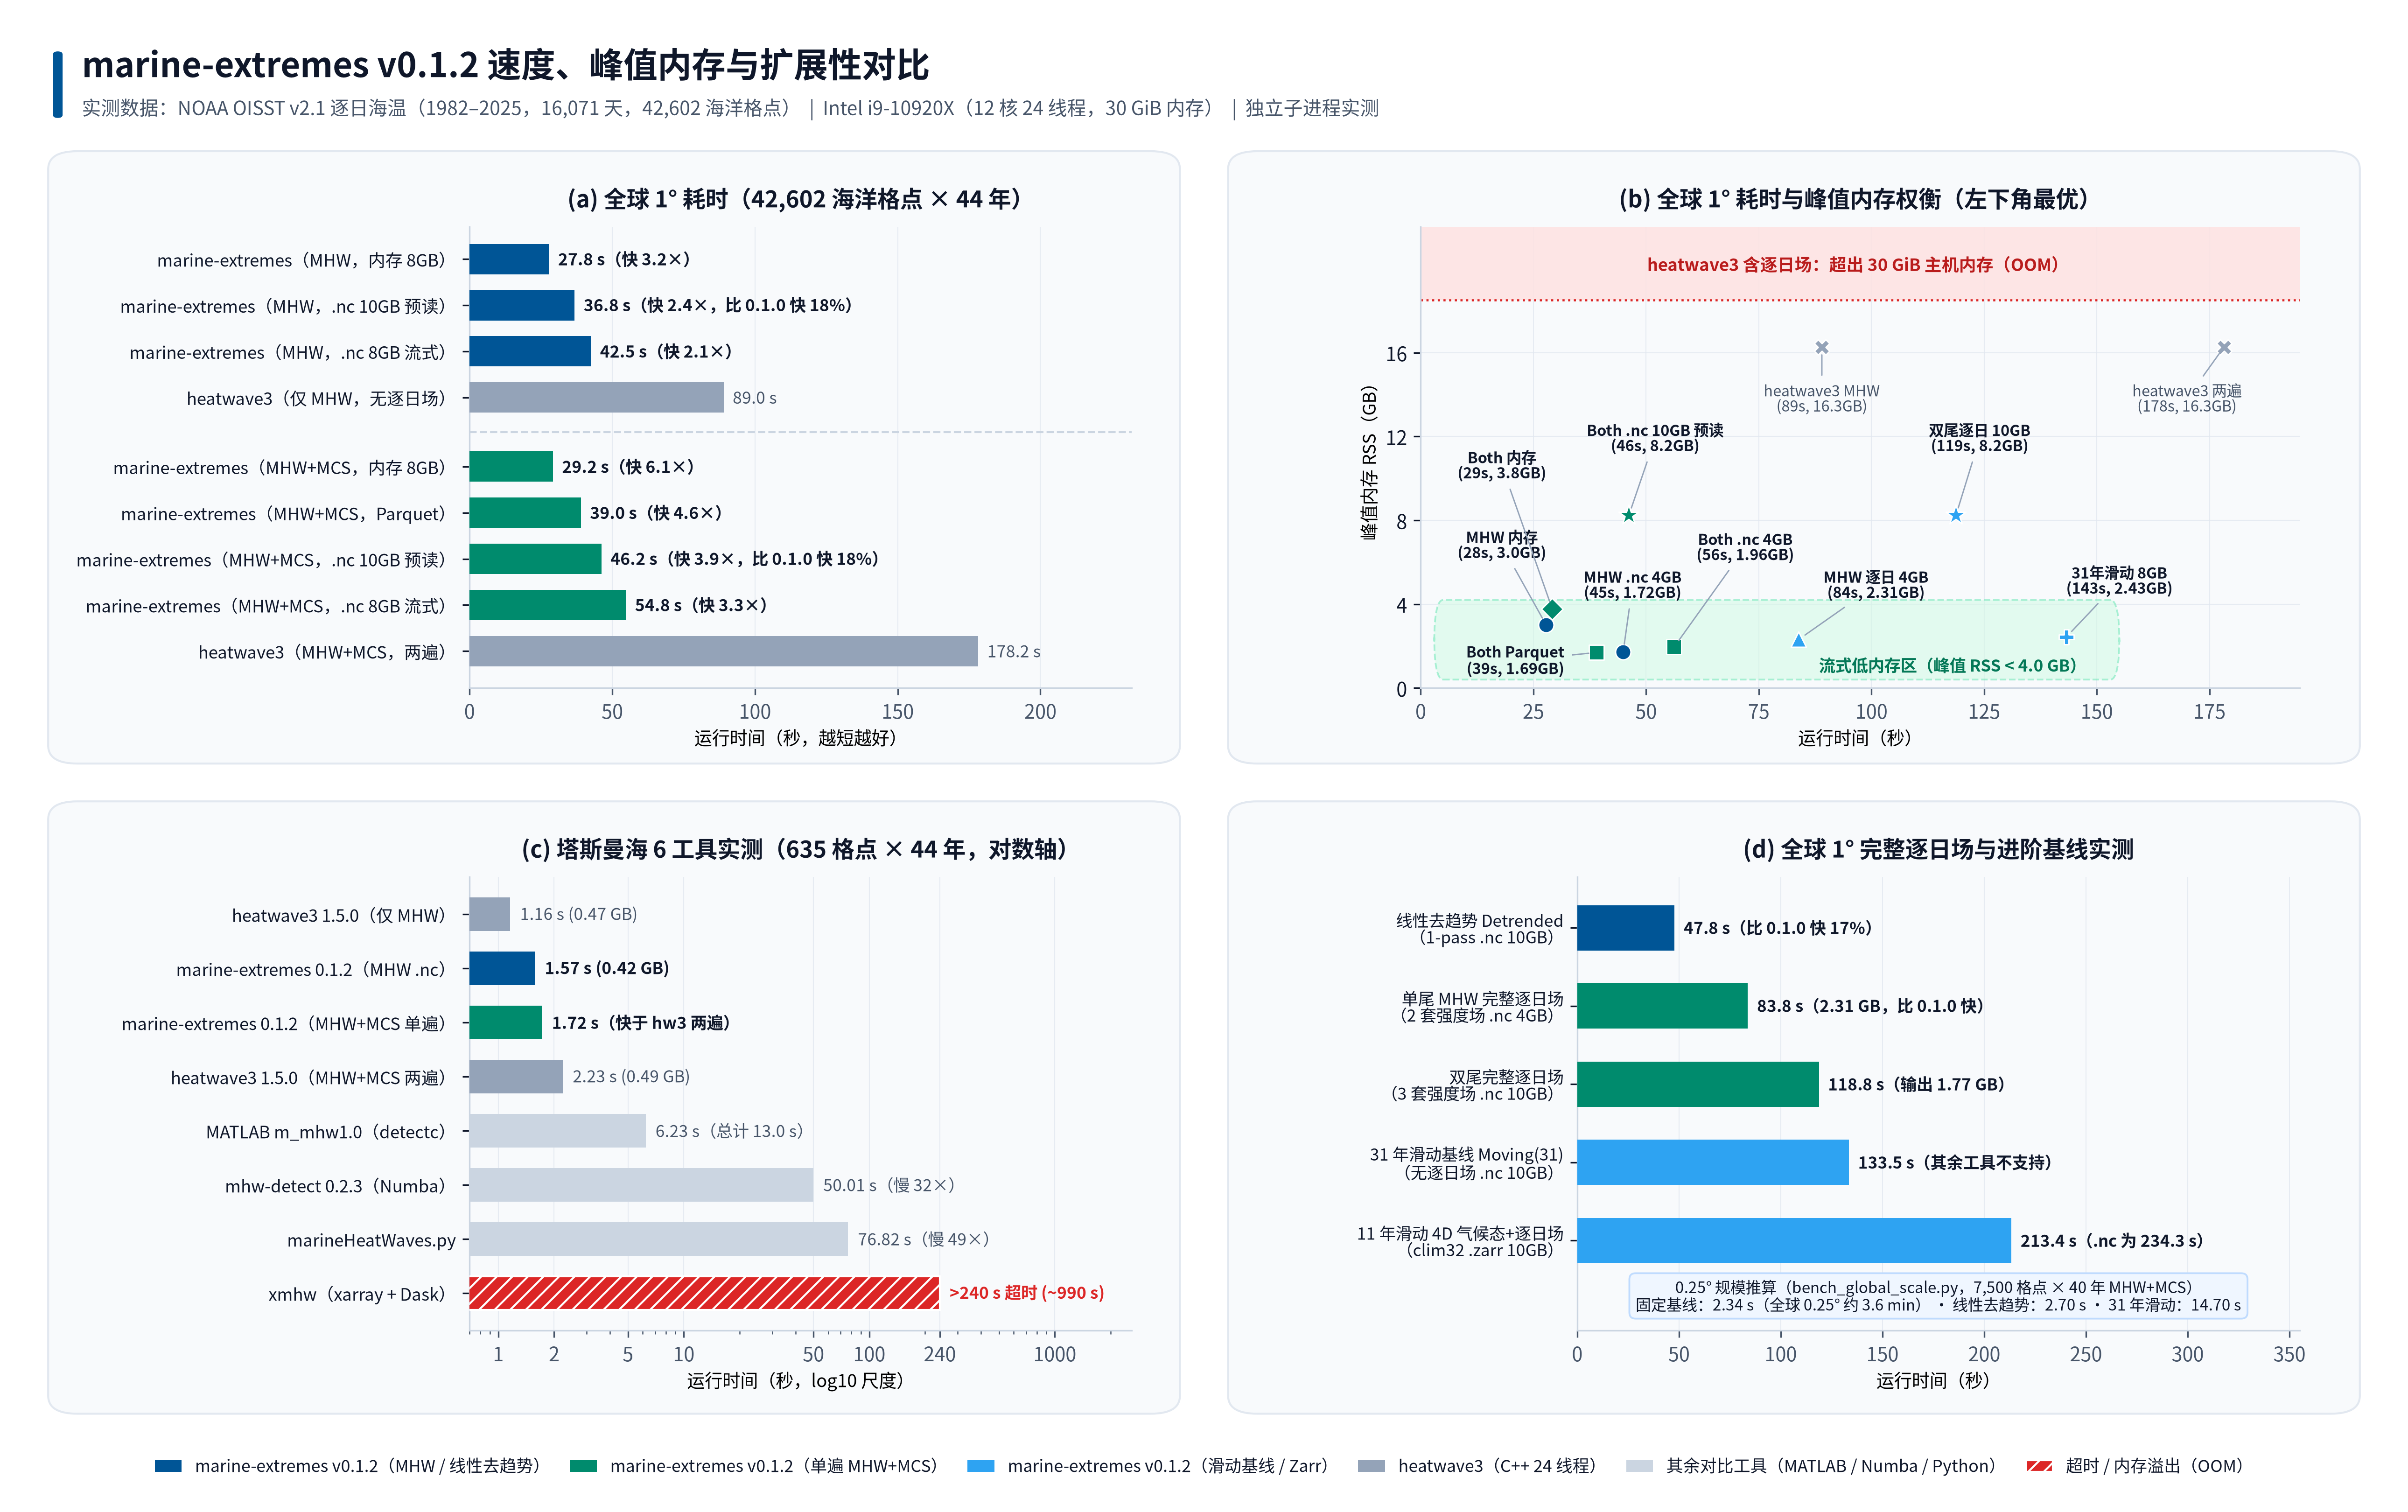 marine-extremes v0.1.2 速度、峰值内存与扩展性对比
实测数据：NOAA OISST v2.1 逐日海温（1982–2025，16,071 天，42,602 海洋格点）｜Intel i9-10920X（12 核 24 线程，30 GiB 内存）｜独立子进程实测
(a) 全球 1° 耗时（42,602 海洋格点 × 44 年）
marine-extremes（MHW，内存 8GB）
27.8 s（快 3.2×）
marine-extremes（MHW，.nc 10GB 预读）
36.8 s（快 2.4×，比 0.1.0 快 18%）
marine-extremes（MHW，.nc 8GB 流式）
42.5 s（快 2.1×）
heatwave3（仅 MHW，无逐日场）
89.0 s
marine-extremes（MHW+MCS，内存 8GB）
29.2 s（快 6.1×）
marine-extremes（MHW+MCS，Parquet）
39.0 s（快 4.6×）
marine-extremes（MHW+MCS，.nc 10GB 预读）
46.2 s（快 3.9×，比 0.1.0 快 18%）
marine-extremes（MHW+MCS，.nc 8GB 流式）
54.8 s（快 3.3×）
heatwave3（MHW+MCS，两遍）
178.2 s
0 50 100 150 200
运行时间（秒，越短越好）
(b) 全球 1° 耗时与峰值内存权衡（左下角最优）
heatwave3 含逐日场：超出 30 GiB 主机内存（OOM）
峰值内存 RSS（GB）
16
12
8
4
0
heatwave3 MHW
(89s, 16.3GB)
heatwave3 两遍
(178s, 16.3GB)
Both .nc 10GB 预读
(46s, 8.2GB)
双尾逐日 10GB
(119s, 8.2GB)
Both 内存
(29s, 3.8GB)
MHW 内存
(28s, 3.0GB)
Both .nc 4GB
(56s, 1.96GB)
MHW .nc 4GB
(45s, 1.72GB)
MHW 逐日 4GB
(84s, 2.31GB)
31年滑动 8GB
(143s, 2.43GB)
Both Parquet
(39s, 1.69GB)
流式低内存区（峰值 RSS < 4.0 GB）
0 25 50 75 100 125 150 175
运行时间（秒）
(c) 塔斯曼海 6 工具实测（635 格点 × 44 年，对数轴）
heatwave3 1.5.0（仅 MHW）
1.16 s (0.47 GB)
marine-extremes 0.1.2（MHW .nc）
1.57 s (0.42 GB)
marine-extremes 0.1.2（MHW+MCS 单遍）
1.72 s（快于 hw3 两遍）
heatwave3 1.5.0（MHW+MCS 两遍）
2.23 s (0.49 GB)
MATLAB m_mhw1.0（detectc）
6.23 s（总计 13.0 s）
mhw-detect 0.2.3（Numba）
50.01 s（慢 32×）
marineHeatWaves.py
76.82 s（慢 49×）
xmhw（xarray + Dask）
>240 s 超时 (~990 s)
1 2 5 10 50 100 240 1000
运行时间（秒，log10 尺度）
(d) 全球 1° 完整逐日场与进阶基线实测
线性去趋势 Detrended
（1-pass .nc 10GB）
47.8 s（比 0.1.0 快 17%）
单尾 MHW 完整逐日场
（2 套强度场 .nc 4GB）
83.8 s（2.31 GB，比 0.1.0 快）
双尾完整逐日场
（3 套强度场 .nc 10GB）
118.8 s（输出 1.77 GB）
31 年滑动基线 Moving(31)
（无逐日场 .nc 10GB）
133.5 s（其余工具不支持）
11 年滑动 4D 气候态+逐日场
（clim32 .zarr 10GB）
213.4 s（.nc 为 234.3 s）
0.25° 规模推算（bench_global_scale.py，7,500 格点 × 40 年 MHW+MCS）
固定基线：2.34 s（全球 0.25° 约 3.6 min） • 线性去趋势：2.70 s • 31 年滑动：14.70 s
0 50 100 150 200 250 300 350
运行时间（秒）
marine-extremes v0.1.2（MHW / 线性去趋势）
marine-extremes v0.1.2（单遍 MHW+MCS）
marine-extremes v0.1.2（滑动基线 / Zarr）
heatwave3（C++ 24 线程）
其余对比工具（MATLAB / Numba / Python）
超时 / 内存溢出（OOM）